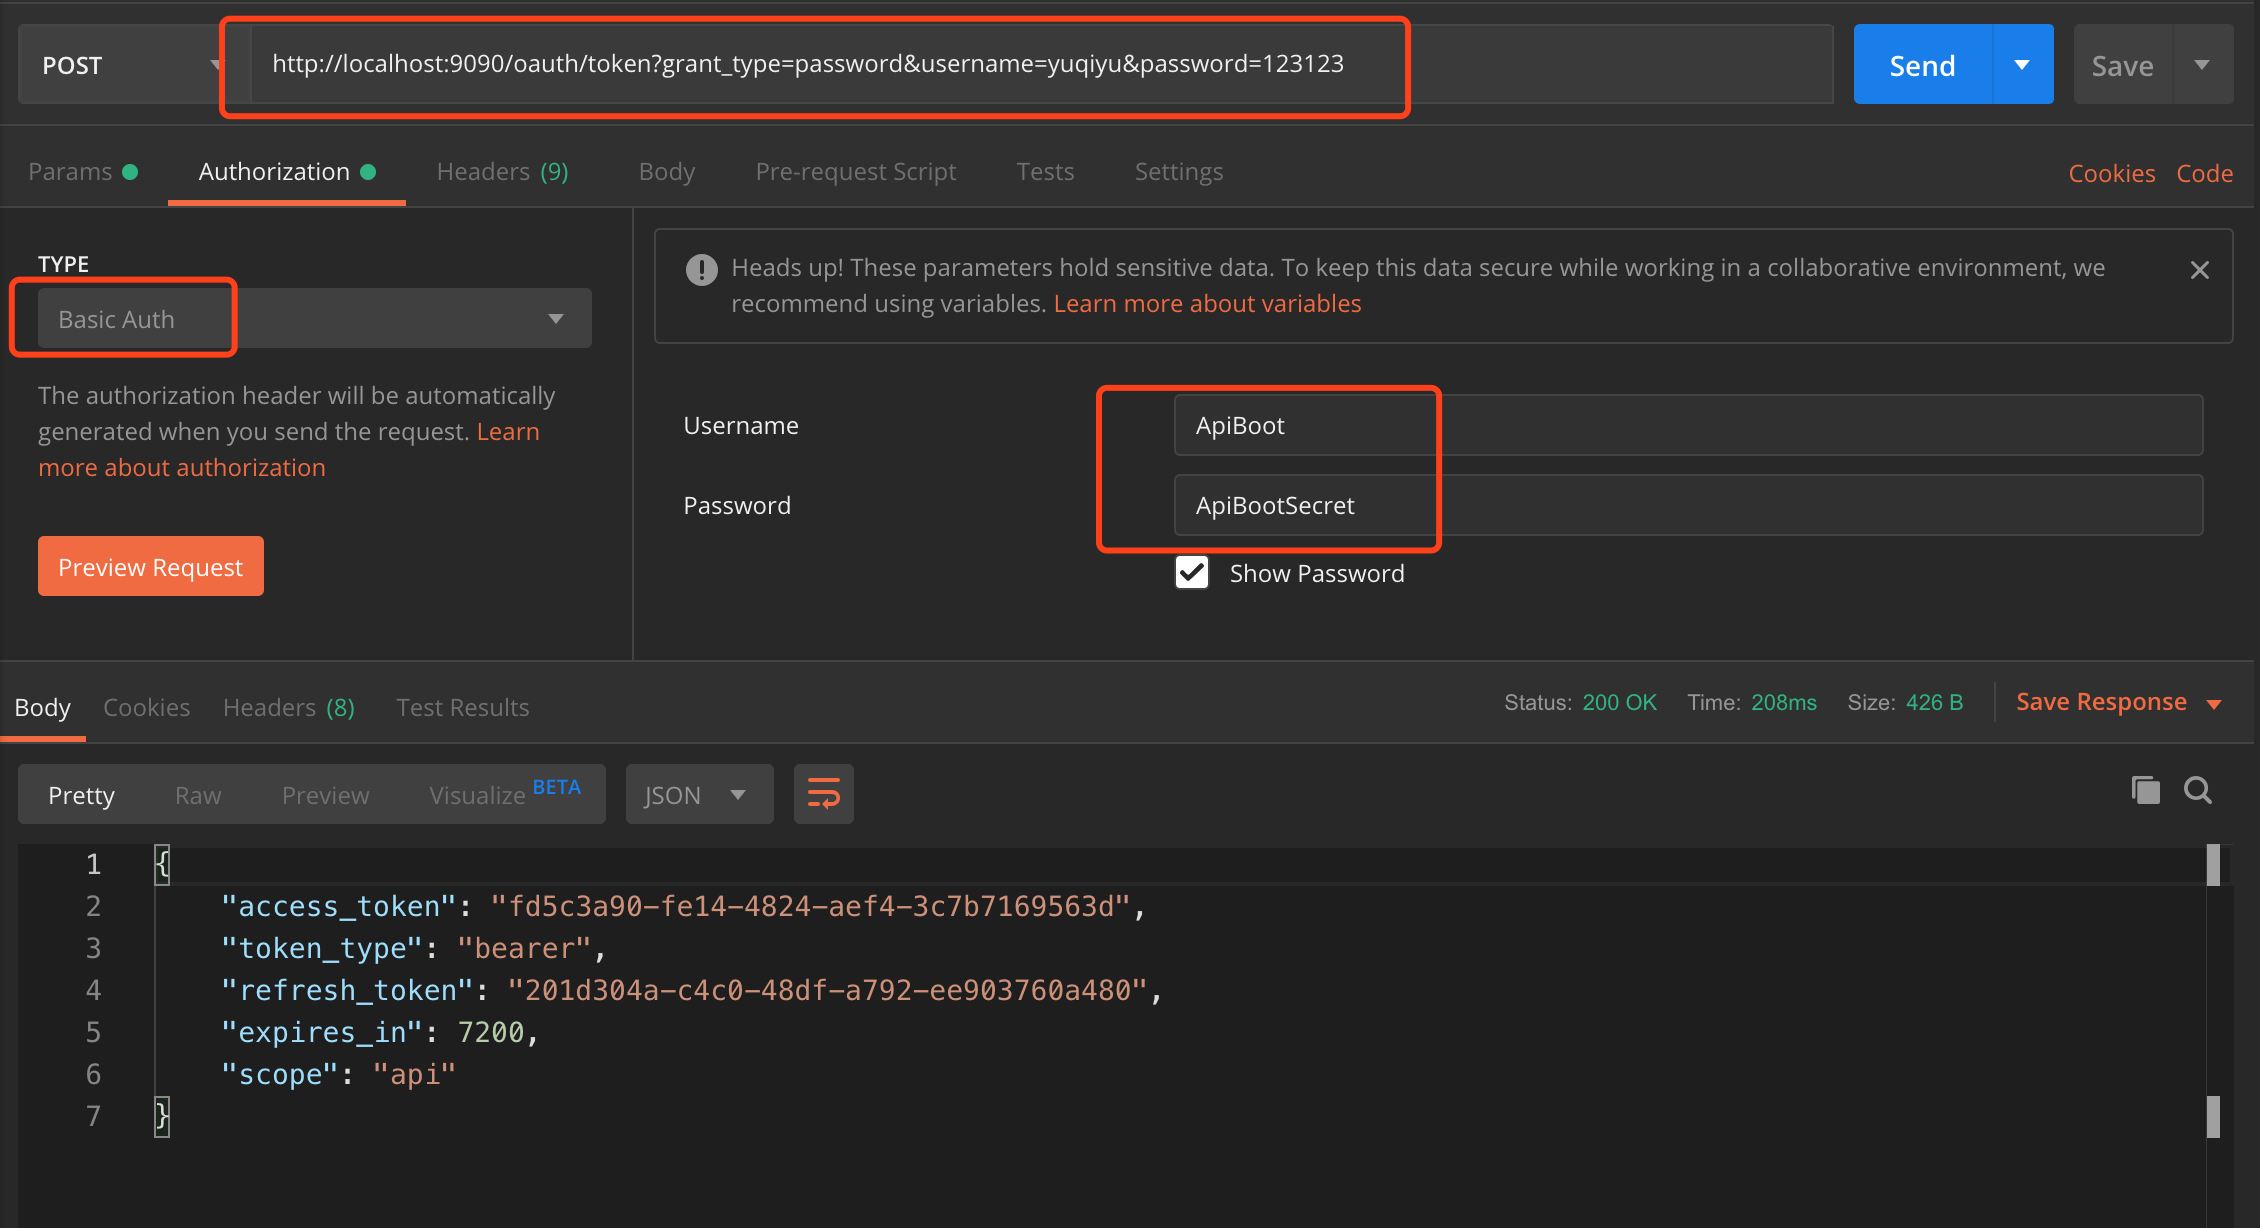 POST http://localhost:9090/oauth/token?grant_type=password&username=yuqiyu&password=123123 Send Save
Params Authorization Headers (9) Body Pre-request Script Tests Settings Cookies Code
TYPE
Basic Auth
The authorization header will be automatically
generated when you send the request. Learn
more about authorization
Preview Request
Heads up! These parameters hold sensitive data. To keep this data secure while working in a collaborative environment, we
recommend using variables. Learn more about variables
Username ApiBoot
Password ApiBootSecret
Show Password
Body Cookies Headers (8) Test Results Status: 200 OK Time: 208ms Size: 426 B Save Response
Pretty Raw Preview Visualize BETA JSON
1 {
2 "access_token": "fd5c3a90-fe14-4824-aef4-3c7b7169563d",
3 "token_type": "bearer",
4 "refresh_token": "201d304a-c4c0-48df-a792-ee903760a480",
5 "expires_in": 7200,
6 "scope": "api"
7 }